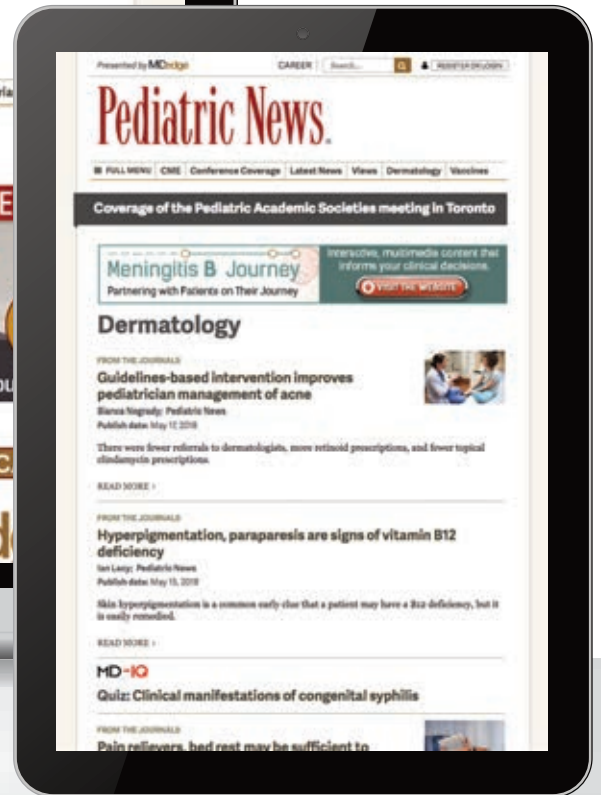 Presented by MDedge
CAREER
Search...
REGISTER OR LOGIN
Pediatric News®
≡ FULL MENU CME Conference Coverage Latest News Views Dermatology Vaccines
Coverage of the Pediatric Academic Societies meeting in Toronto
Meningitis B Journey
Partnering with Patients on Their Journey
Interactive, multimedia content that
informs your clinical decisions.
VISIT THE WEBSITE
Dermatology
FROM THE JOURNALS
Guidelines-based intervention improves
pediatrician management of acne
Bianca Nogrady; Pediatric News
Publish date: May 17, 2018
There were fewer referrals to dermatologists, more retinoid prescriptions, and fewer topical
clindamycin prescriptions.
READ MORE ›
FROM THE JOURNALS
Hyperpigmentation, paraparesis are signs of vitamin B12
deficiency
Ian Lacy; Pediatric News
Publish date: May 15, 2018
Skin hyperpigmentation is a common early clue that a patient may have a B12 deficiency, but it
is easily remedied.
READ MORE ›
MD-IQ
Quiz: Clinical manifestations of congenital syphilis
FROM THE JOURNALS
Pain relievers, bed rest may be sufficient to